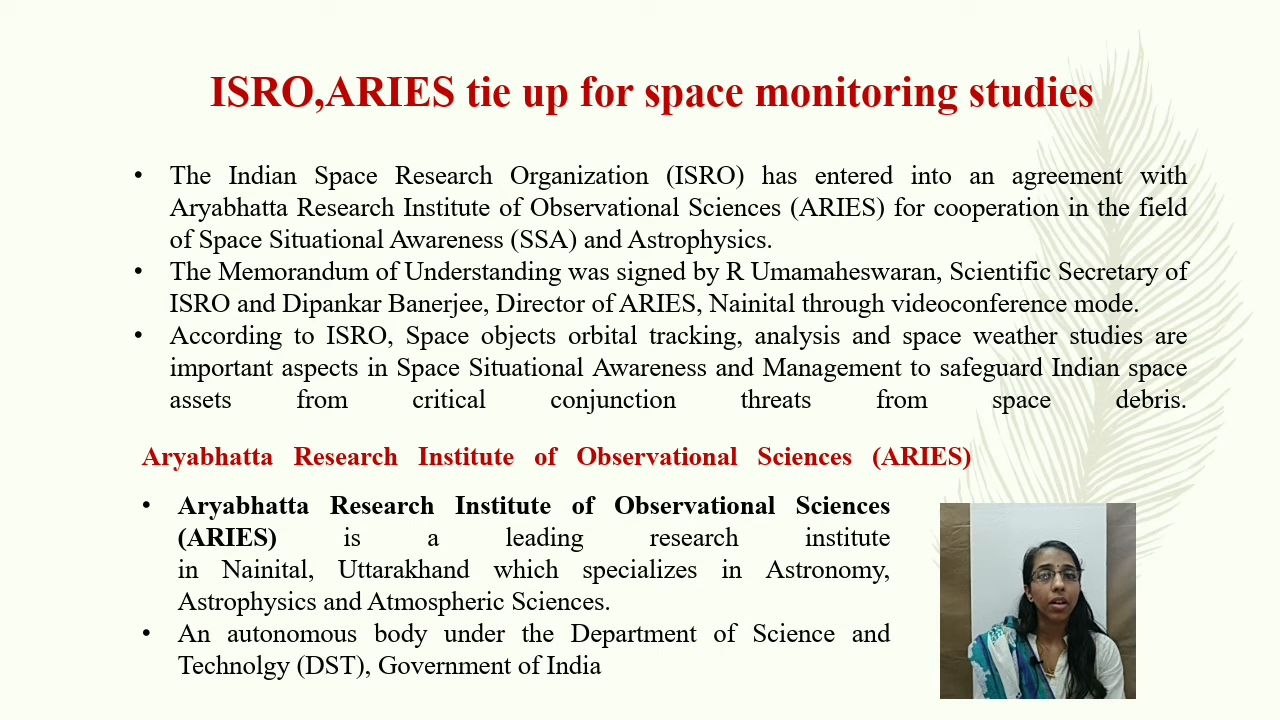 ISRO,ARIES tie up for space monitoring studies
• The Indian Space Research Organization (ISRO) has entered into an agreement with
Aryabhatta Research Institute of Observational Sciences (ARIES) for cooperation in the field
of Space Situational Awareness (SSA) and Astrophysics.
• The Memorandum of Understanding was signed by R Umamaheswaran, Scientific Secretary of
ISRO and Dipankar Banerjee, Director of ARIES, Nainital through videoconference mode.
• According to ISRO, Space objects orbital tracking, analysis and space weather studies are
important aspects in Space Situational Awareness and Management to safeguard Indian space
assets from critical conjunction threats from space debris.
Aryabhatta Research Institute of Observational Sciences (ARIES)
• Aryabhatta Research Institute of Observational Sciences
(ARIES) is a leading research institute
in Nainital, Uttarakhand which specializes in Astronomy,
Astrophysics and Atmospheric Sciences.
• An autonomous body under the Department of Science and
Technolgy (DST), Government of India